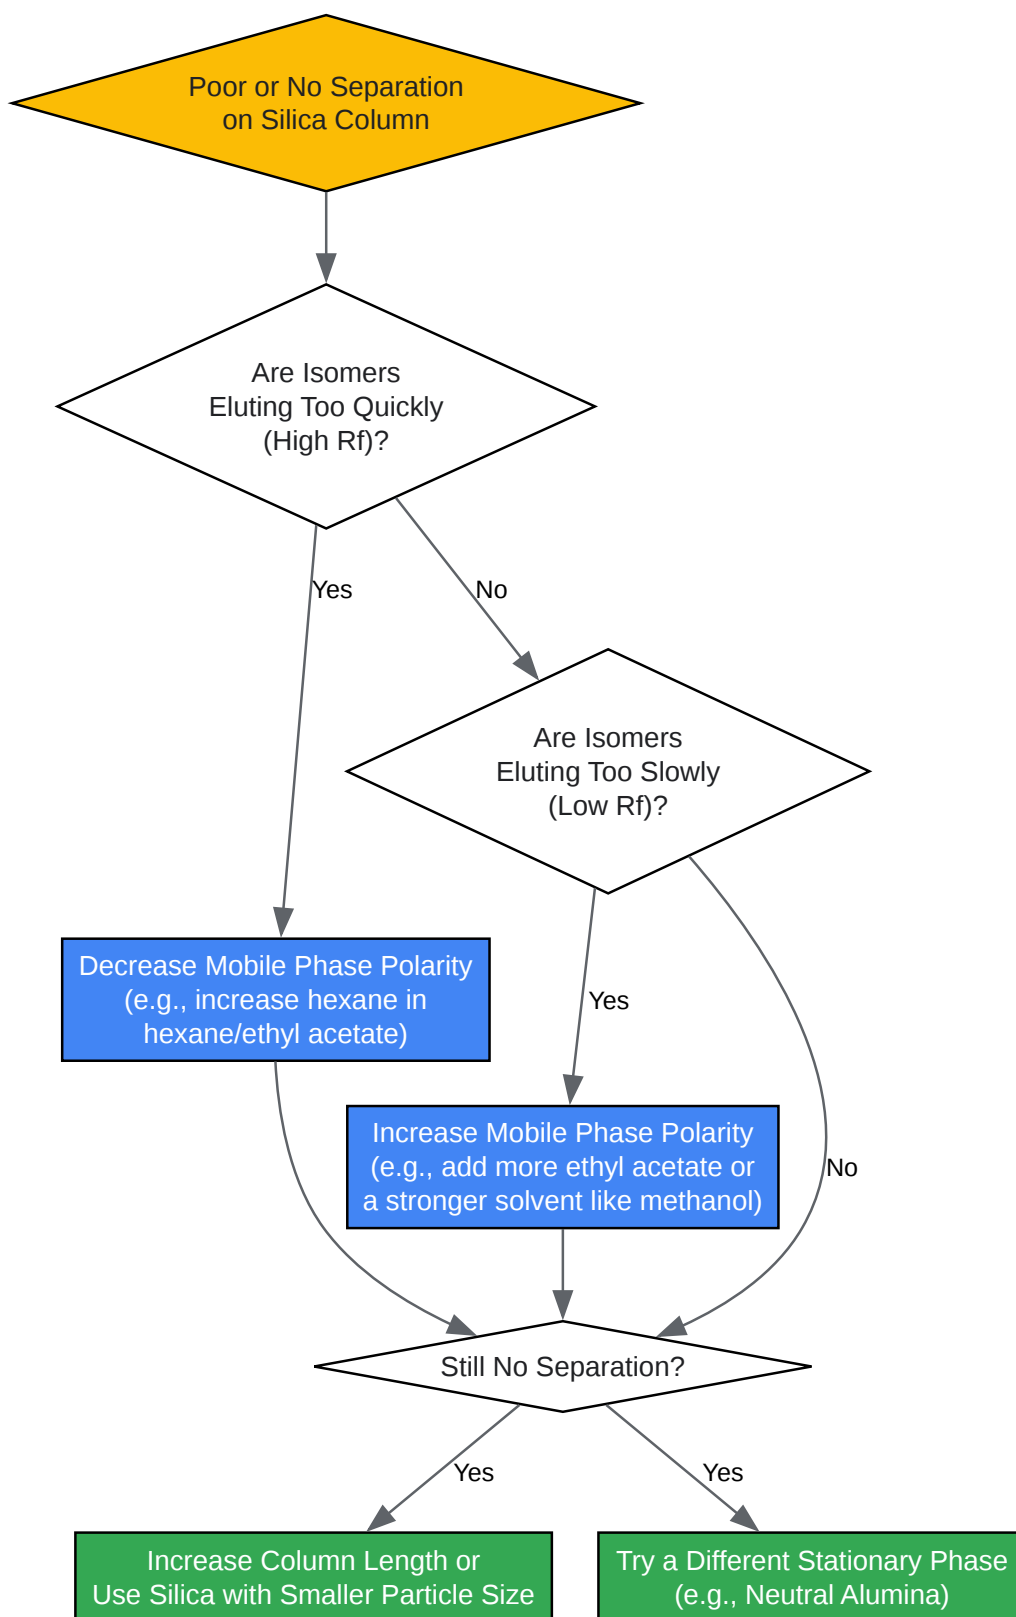 Poor or No Separation
on Silica Column
Are Isomers
Eluting Too Quickly
(High Rf)?
Yes
No
Are Isomers
Eluting Too Slowly
(Low Rf)?
Decrease Mobile Phase Polarity
(e.g., increase hexane in
hexane/ethyl acetate)
Yes
Increase Mobile Phase Polarity
(e.g., add more ethyl acetate or
a stronger solvent like methanol)
No
Still No Separation?
Yes
Yes
Increase Column Length or
Use Silica with Smaller Particle Size
Try a Different Stationary Phase
(e.g., Neutral Alumina)